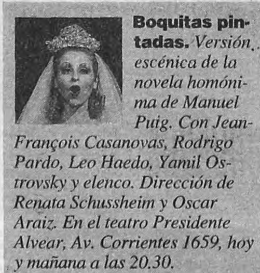 Boquitas pin-
tadas. Versión
escénica de la
novela homóni-
ma de Manuel
Puig. Con Jean-
François Casanovas, Rodrigo
Pardo, Leo Haedo, Yamil Os-
trovsky y elenco. Dirección de
Renata Schussheim y Oscar
Araiz. En el teatro Presidente
Alvear, Av. Corrientes 1659, hoy
y mañana a las 20.30.